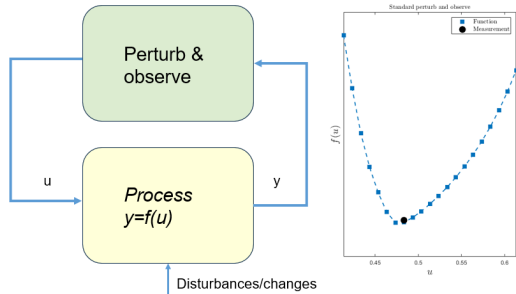 Perturb &
observe
u
y
Process
y=f(u)
Disturbances/changes
Standard perturb and observe
Function
Measurement
f(u)
0.45
0.5
0.55
0.6
u